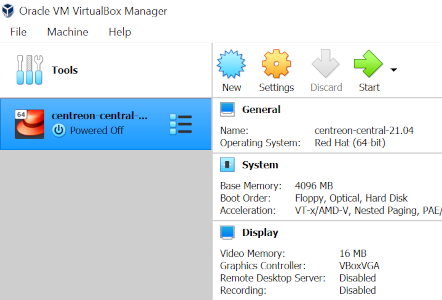 Oracle VM VirtualBox Manager
File Machine Help
Tools
New Settings Discard Start
64
centreon-central-...
Powered Off
General
Name: centreon-central-21.04
Operating System: Red Hat (64-bit)
System
Base Memory: 4096 MB
Boot Order: Floppy, Optical, Hard Disk
Acceleration: VT-x/AMD-V, Nested Paging, PAE/
Display
Video Memory: 16 MB
Graphics Controller: VBoxVGA
Remote Desktop Server: Disabled
Recording: Disabled